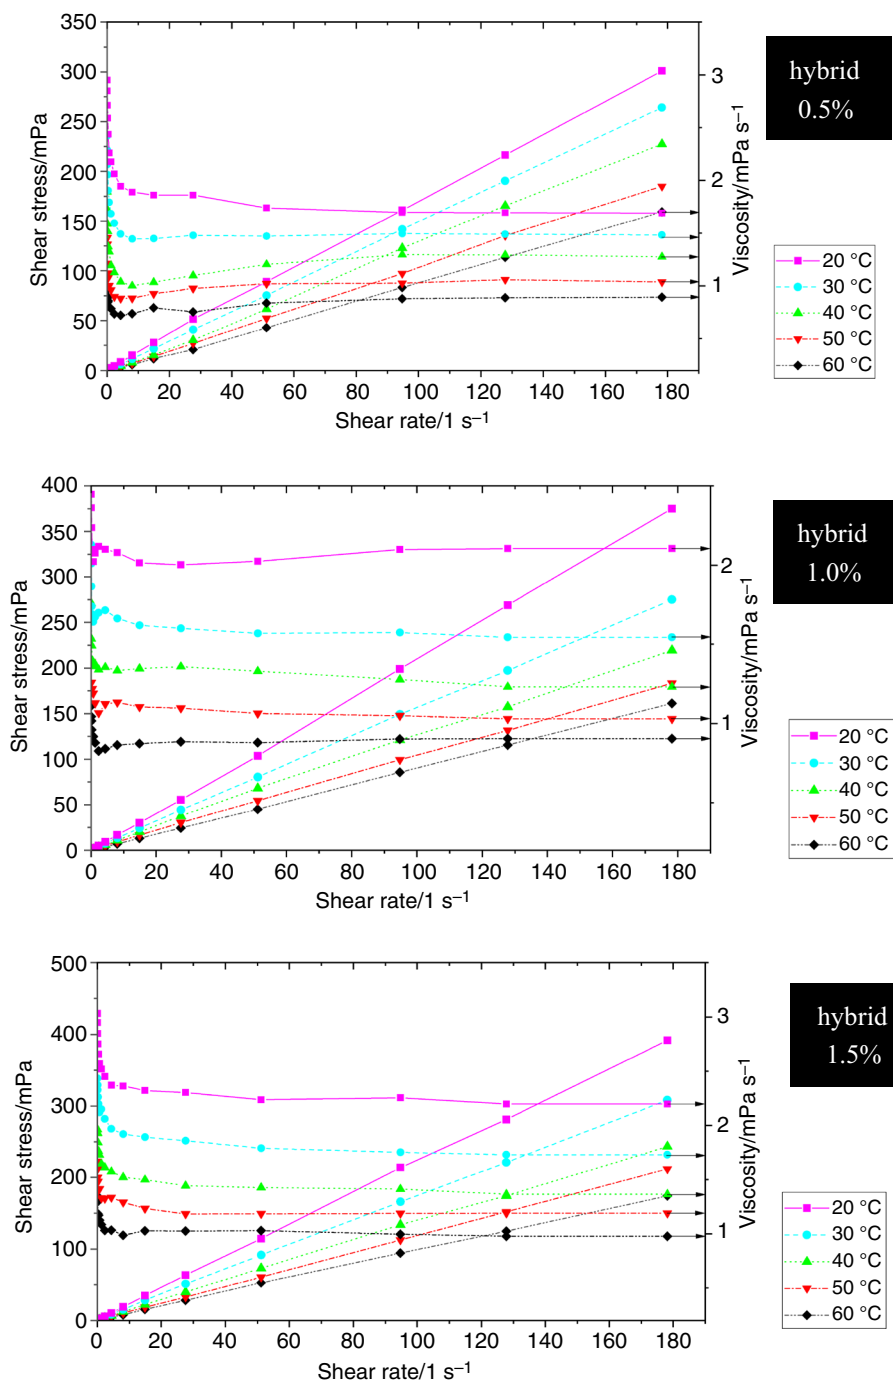 350
300
250
200
150
100
50
0
Shear stress/mPa
0 20 40 60 80 100 120 140 160 180
Shear rate/1 s⁻¹
3
2
1
Viscosity/mPa s⁻¹
hybrid
0.5%
20 °C
30 °C
40 °C
50 °C
60 °C
400
350
300
250
200
150
100
50
0
Shear stress/mPa
0 20 40 60 80 100 120 140 160 180
Shear rate/1 s⁻¹
2
1
Viscosity/mPa s⁻¹
hybrid
1.0%
20 °C
30 °C
40 °C
50 °C
60 °C
500
400
300
200
100
0
Shear stress/mPa
0 20 40 60 80 100 120 140 160 180
Shear rate/1 s⁻¹
3
2
1
Viscosity/mPa s⁻¹
hybrid
1.5%
20 °C
30 °C
40 °C
50 °C
60 °C